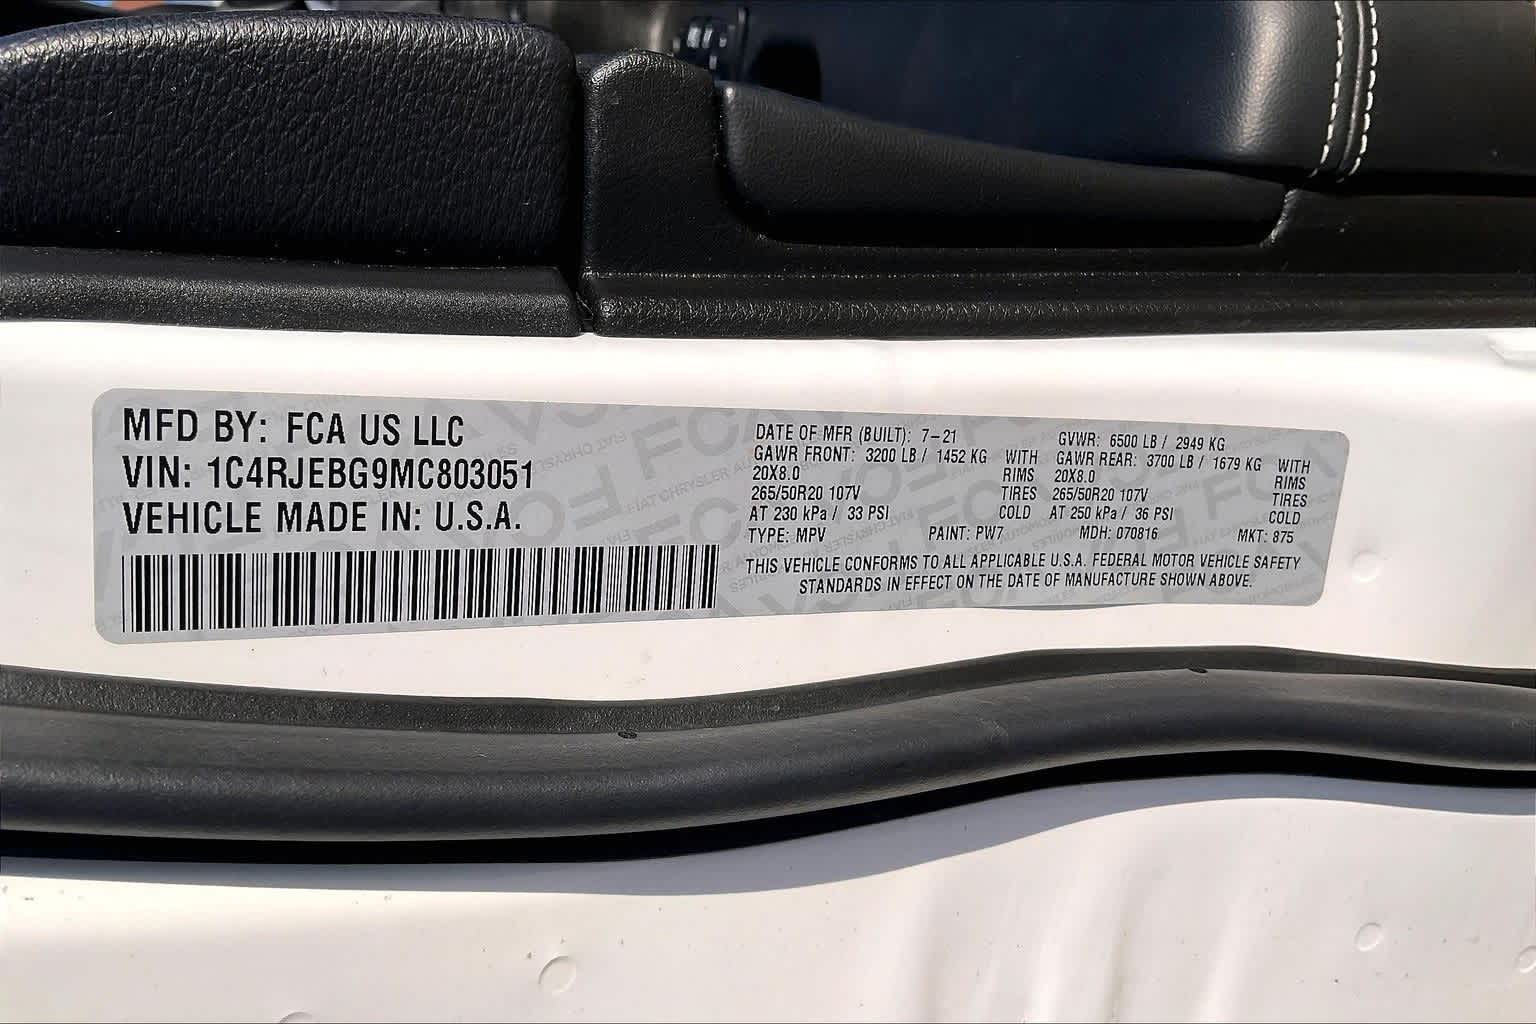 MFD BY: FCA US LLC
VIN: 1C4RJEBG9MC803051
VEHICLE MADE IN: U.S.A.
DATE OF MFR (BUILT): 7-21 GVWR: 6500 LB / 2949 KG
GAWR FRONT: 3200 LB / 1452 KG WITH GAWR REAR: 3700 LB / 1679 KG WITH
20X8.0 RIMS 20X8.0 RIMS
265/50R20 107V TIRES 265/50R20 107V TIRES
AT 230 kPa / 33 PSI COLD AT 250 kPa / 36 PSI COLD
TYPE: MPV PAINT: PW7 MDH: 070816 MKT: 875
THIS VEHICLE CONFORMS TO ALL APPLICABLE U.S.A. FEDERAL MOTOR VEHICLE SAFETY
STANDARDS IN EFFECT ON THE DATE OF MANUFACTURE SHOWN ABOVE.